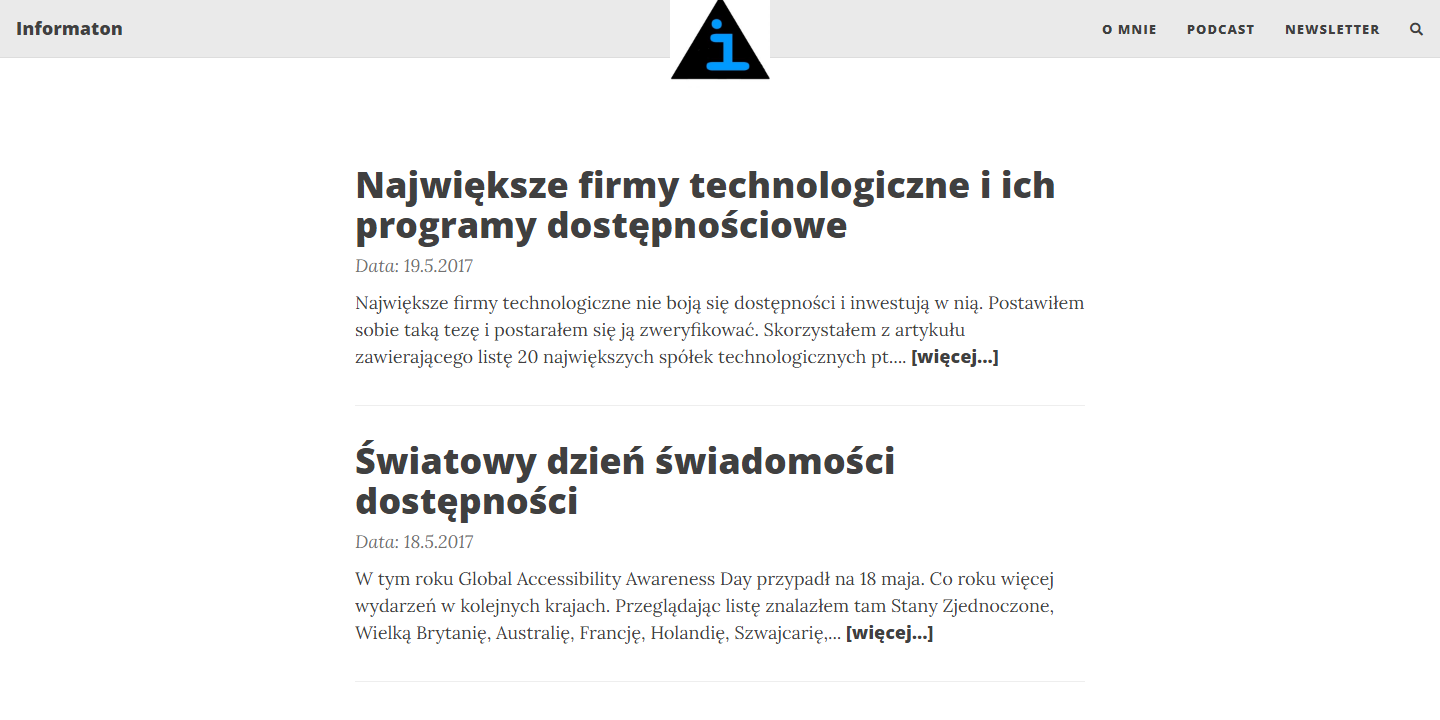 Informaton
i
O MNIE
PODCAST
NEWSLETTER
Największe firmy technologiczne i ich
programy dostępnościowe
Data: 19.5.2017
Największe firmy technologiczne nie boją się dostępności i inwestują w nią. Postawiłem
sobie taką tezę i postarałem się ją zweryfikować. Skorzystałem z artykułu
zawierającego listę 20 największych spółek technologicznych pt.... [więcej...]
Światowy dzień świadomości
dostępności
Data: 18.5.2017
W tym roku Global Accessibility Awareness Day przypadł na 18 maja. Co roku więcej
wydarzeń w kolejnych krajach. Przeglądając listę znalazłem tam Stany Zjednoczone,
Wielką Brytanię, Australię, Francję, Holandię, Szwajcarię,... [więcej...]